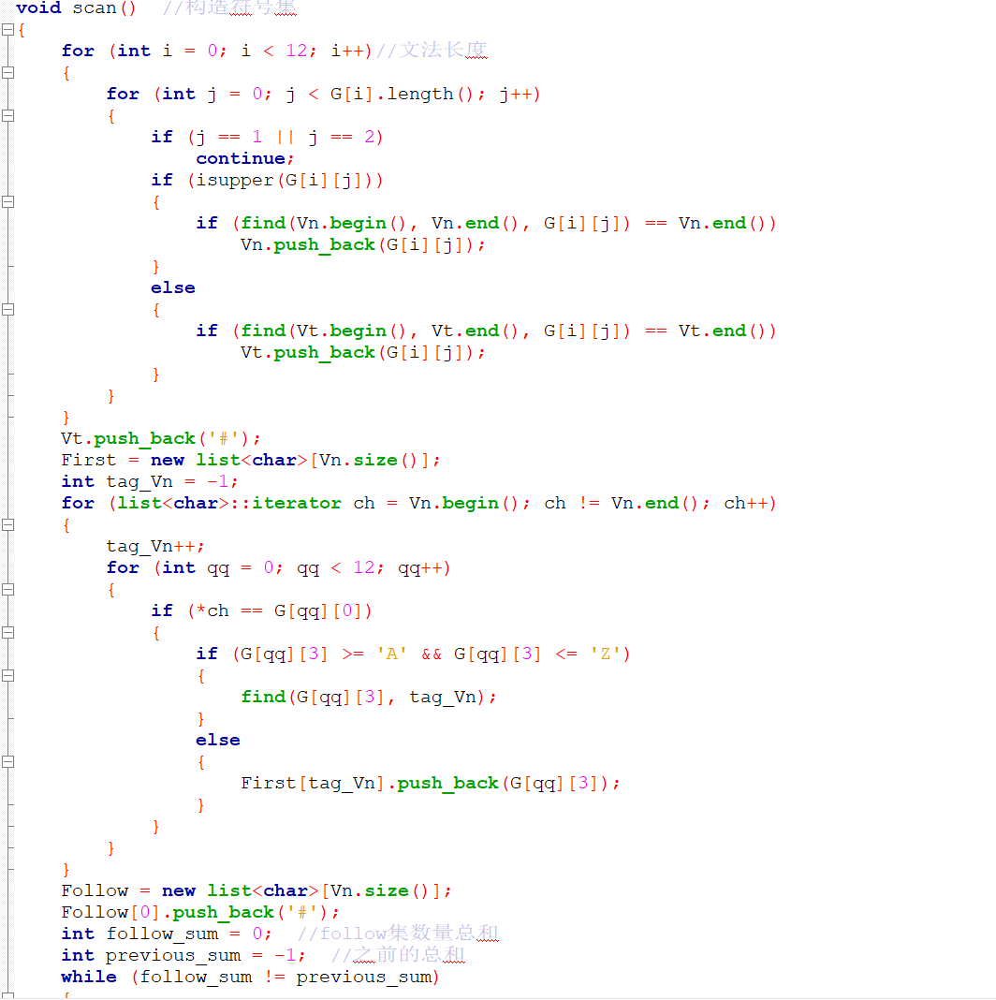 void scan()  //构造符号集
{
    for (int i = 0; i < 12; i++)//文法长度
    {
        for (int j = 0; j < G[i].length(); j++)
        {
            if (j == 1 || j == 2)
                continue;
            if (isupper(G[i][j]))
            {
                if (find(Vn.begin(), Vn.end(), G[i][j]) == Vn.end())
                    Vn.push_back(G[i][j]);
            }
            else
            {
                if (find(Vt.begin(), Vt.end(), G[i][j]) == Vt.end())
                    Vt.push_back(G[i][j]);
            }
        }
    }
    Vt.push_back('#');
    First = new list<char>[Vn.size()];
    int tag_Vn = -1;
    for (list<char>::iterator ch = Vn.begin(); ch != Vn.end(); ch++)
    {
        tag_Vn++;
        for (int qq = 0; qq < 12; qq++)
        {
            if (*ch == G[qq][0])
            {
                if (G[qq][3] >= 'A' && G[qq][3] <= 'Z')
                {
                    find(G[qq][3], tag_Vn);
                }
                else
                {
                    First[tag_Vn].push_back(G[qq][3]);
                }
            }
        }
    }
    Follow = new list<char>[Vn.size()];
    Follow[0].push_back('#');
    int follow_sum = 0;  //follow集数量总和
    int previous_sum = -1;  //之前的总和
    while (follow_sum != previous_sum)
    {